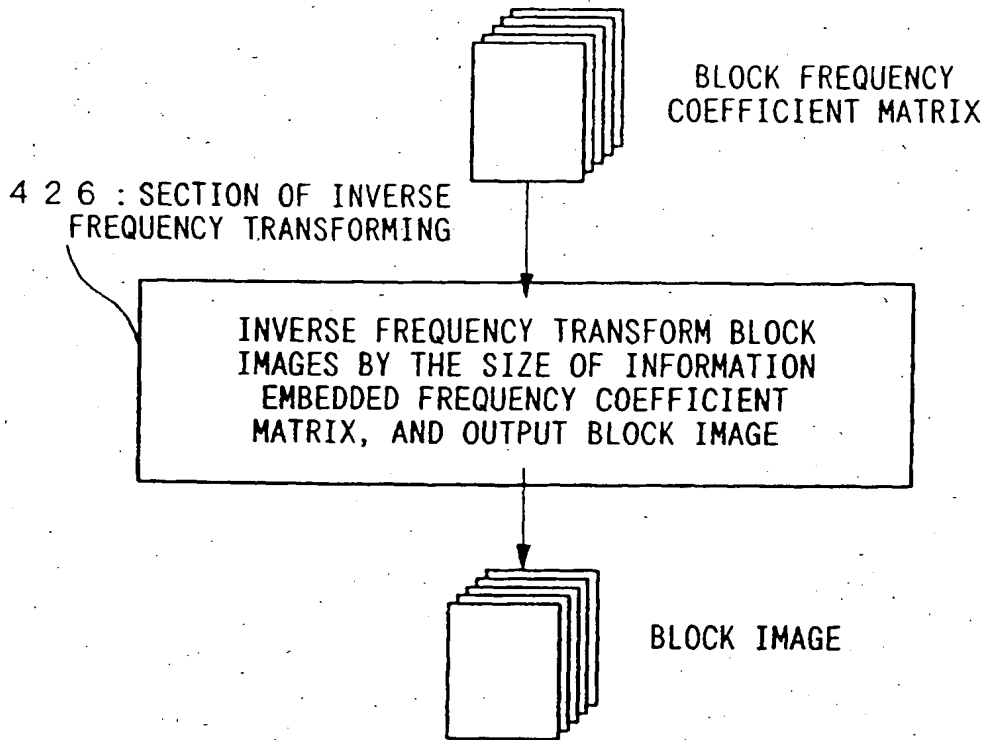 BLOCK FREQUENCY
COEFFICIENT MATRIX
4 2 6 : SECTION OF INVERSE
FREQUENCY TRANSFORMING
INVERSE FREQUENCY TRANSFORM BLOCK
IMAGES BY THE SIZE OF INFORMATION
EMBEDDED FREQUENCY COEFFICIENT
MATRIX, AND OUTPUT BLOCK IMAGE
BLOCK IMAGE